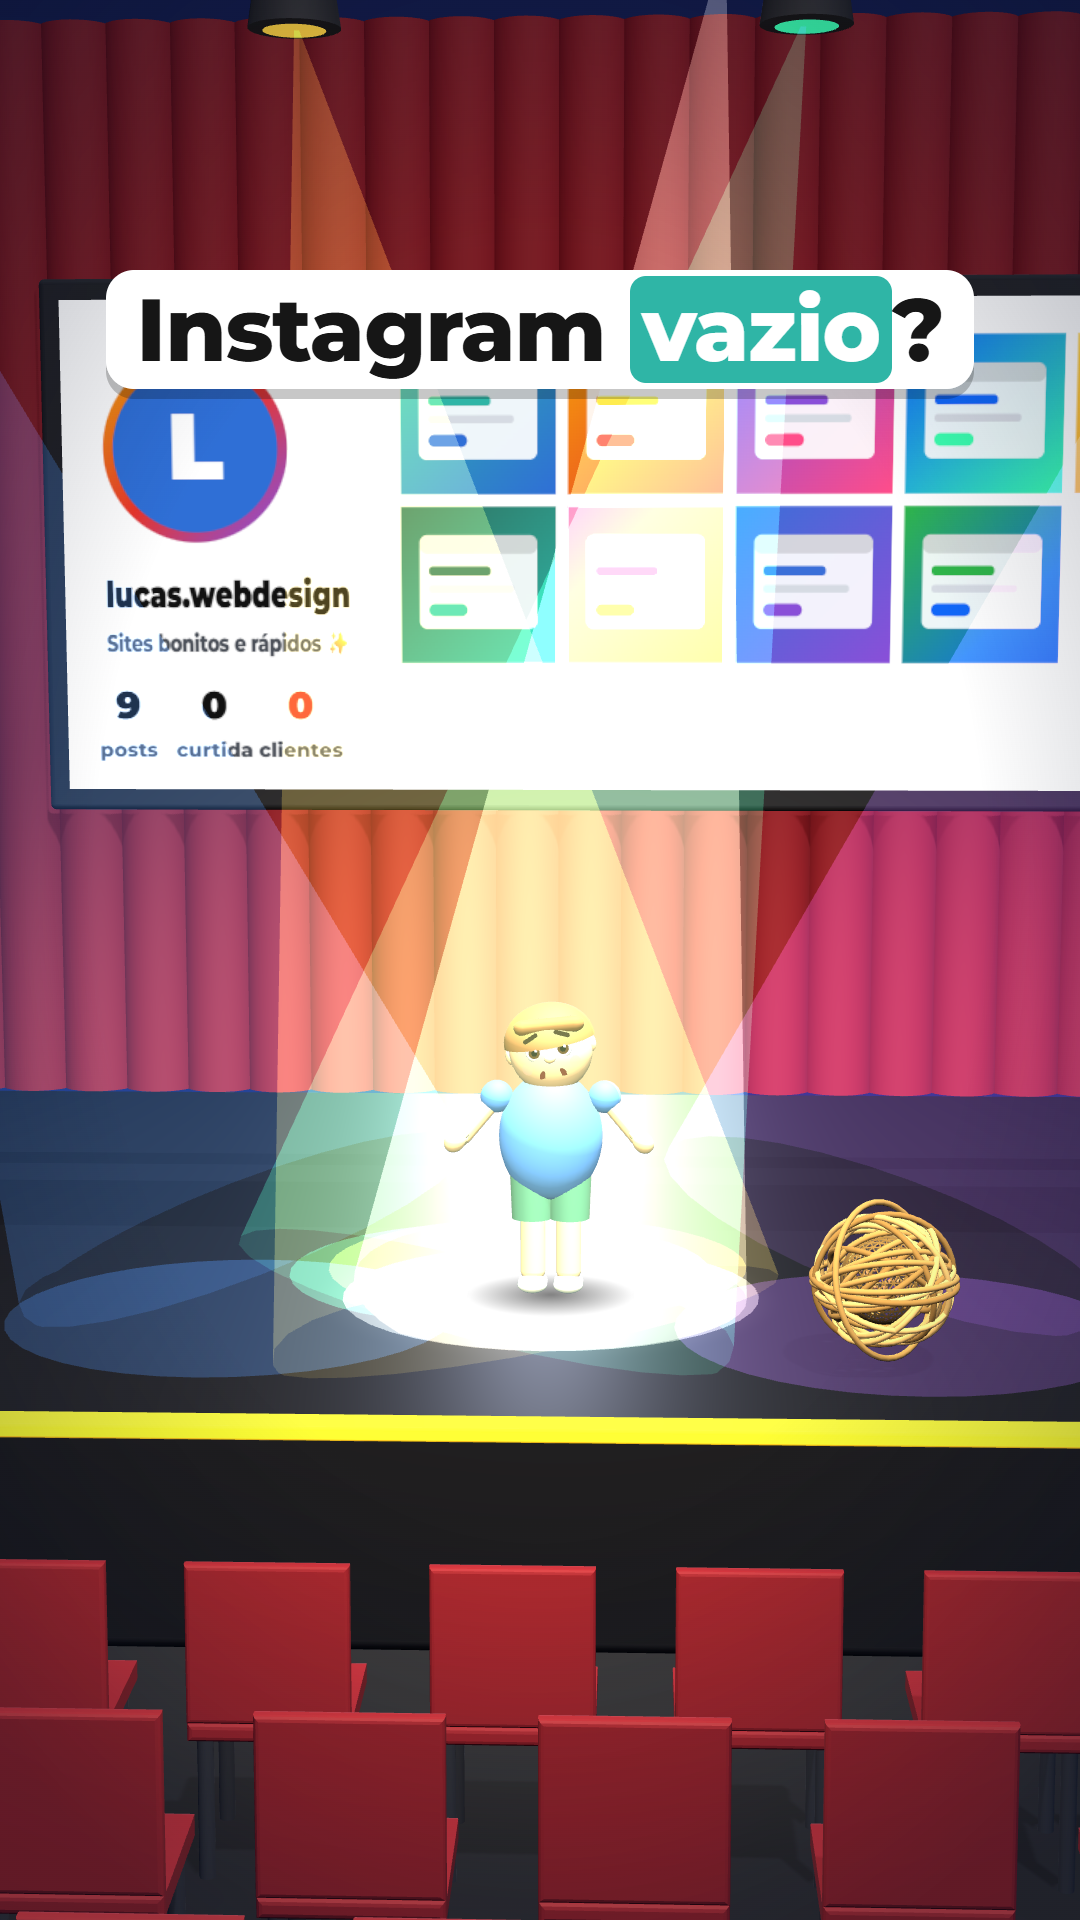 Instagram vazio?
L
lucas.webdesign
Sites bonitos e rápidos ✨
9 0 0
posts curtida clientes